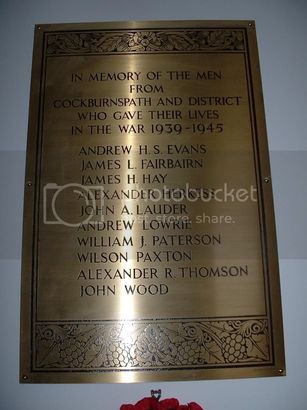 IN MEMORY OF THE MEN
FROM
COCKBURNSPATH AND DISTRICT
WHO GAVE THEIR LIVES
IN THE WAR 1939-1945
ANDREW H. S. EVANS
JAMES L. FAIRBAIRN
JAMES H. HAY
ALEXANDER
photobucket
JOHN A. LAUDER
ANDREW LOWRIE
WILLIAM J. PATERSON
WILSON PAXTON
ALEXANDER R. THOMSON
JOHN WOOD